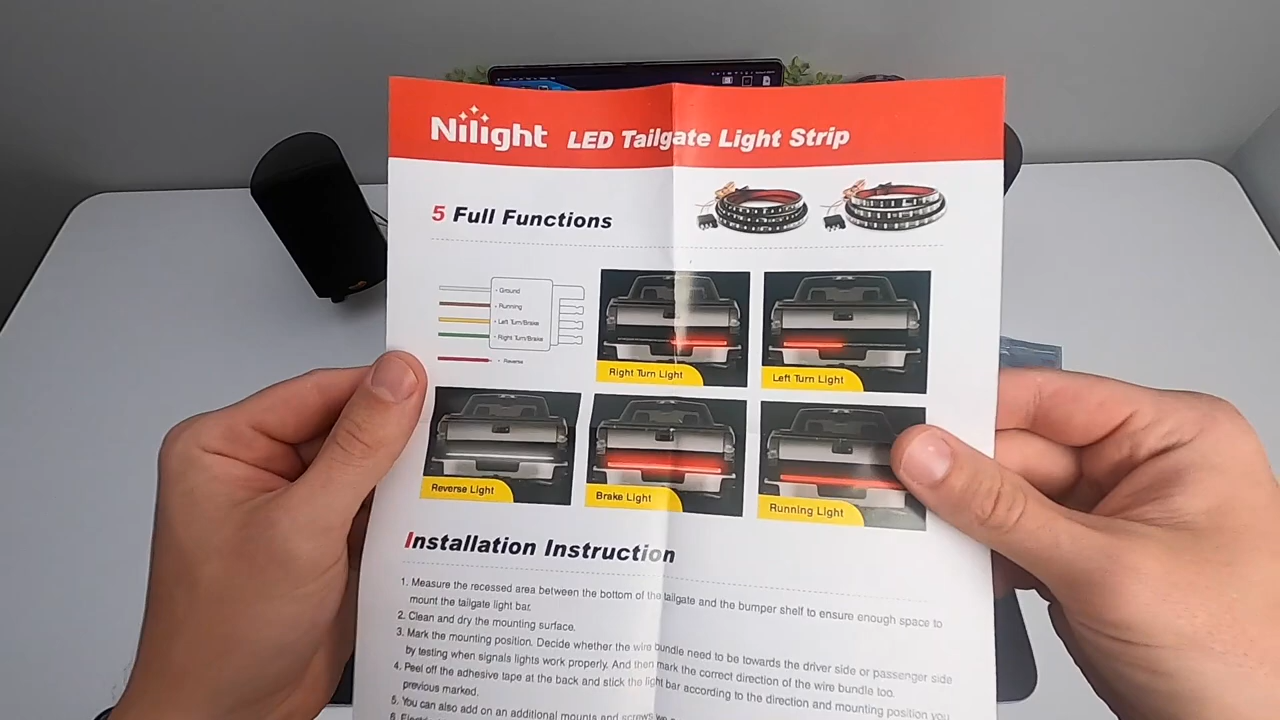 Nilight LED Tailgate Light Strip
5 Full Functions
• Ground
• Running
• Left Turn/Brake
• Right Turn/Brake
• Reverse
Right Turn Light
Left Turn Light
Reverse Light
Brake Light
Running Light
Installation Instruction
1. Measure the recessed area between the bottom of the tailgate and the bumper shelf to ensure enough space to
mount the tailgate light bar.
2. Clean and dry the mounting surface.
3. Mark the mounting position. Decide whether the wire bundle need to be towards the driver side or passenger side
by testing when signals lights work properly. And then mark the correct direction of the wire bundle too.
4. Peel off the adhesive tape at the back and stick the light bar according to the direction and mounting position you
previous marked.
5. You can also add on an additional mounts and screws
6.